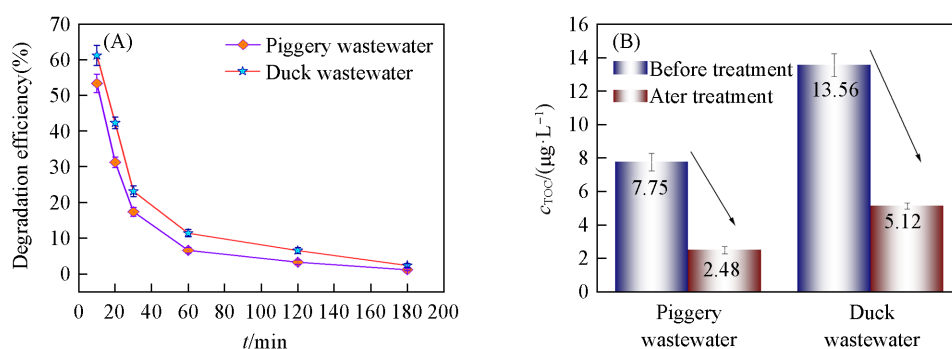 (A)
Piggery wastewater
Duck wastewater
Degradation efficiency(%)
70
60
50
40
30
20
10
0
0 20 40 60 80 100 120 140 160 180 200
t/min
(B)
Before treatment
Ater treatment
c_TOC/(μg·L⁻¹)
16
14
12
10
8
6
4
2
0
7.75
2.48
13.56
5.12
Piggery
wastewater
Duck
wastewater